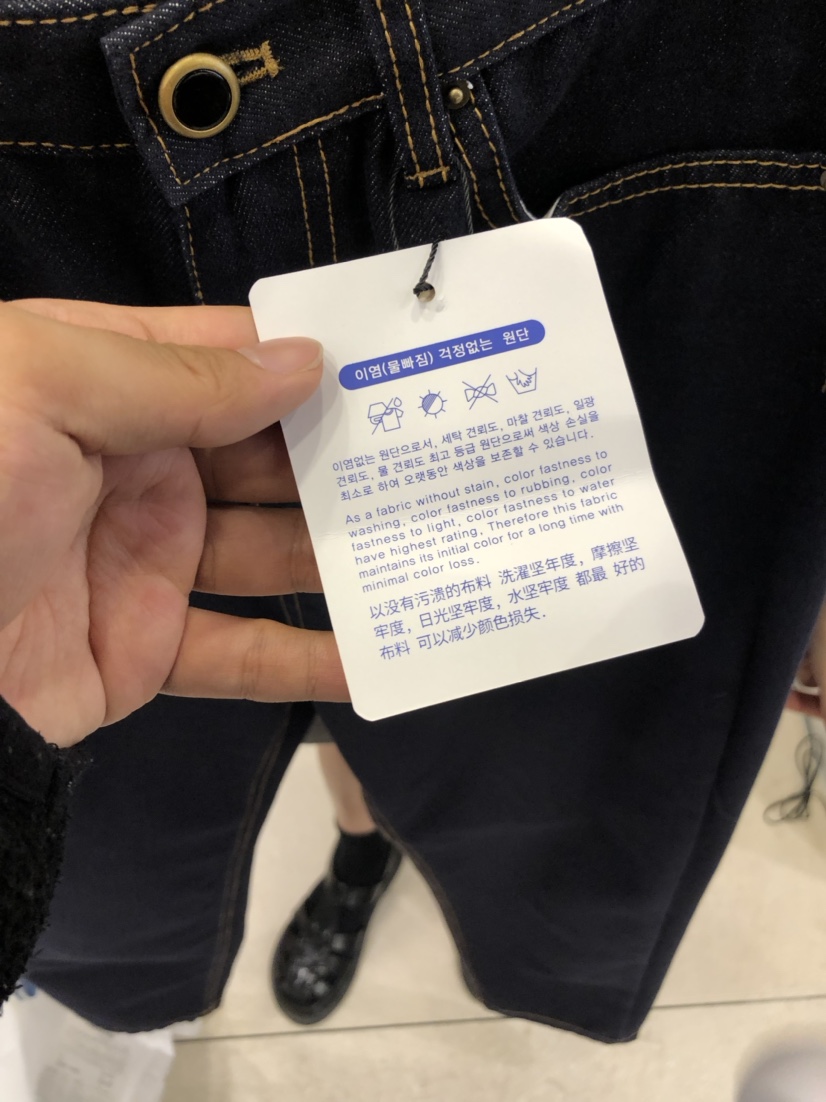 이염(물빠짐) 걱정없는 원단
이염없는 원단으로서, 세탁 견뢰도, 마찰 견뢰도, 일광
견뢰도, 물 견뢰도 최고 등급 원단으로써 색상 손실을
최소로 하여 오랫동안 색상을 보존할 수 있습니다.
As a fabric without stain, color fastness to
washing, color fastness to rubbing, color
fastness to light, color fastness to water
have highest rating, Therefore this fabric
maintains its initial color for a long time with
minimal color loss.
以没有污渍的布料 洗濯坚年度，摩擦坚
牢度，日光坚牢度，水坚牢度 都最 好的
布料 可以减少颜色损失.